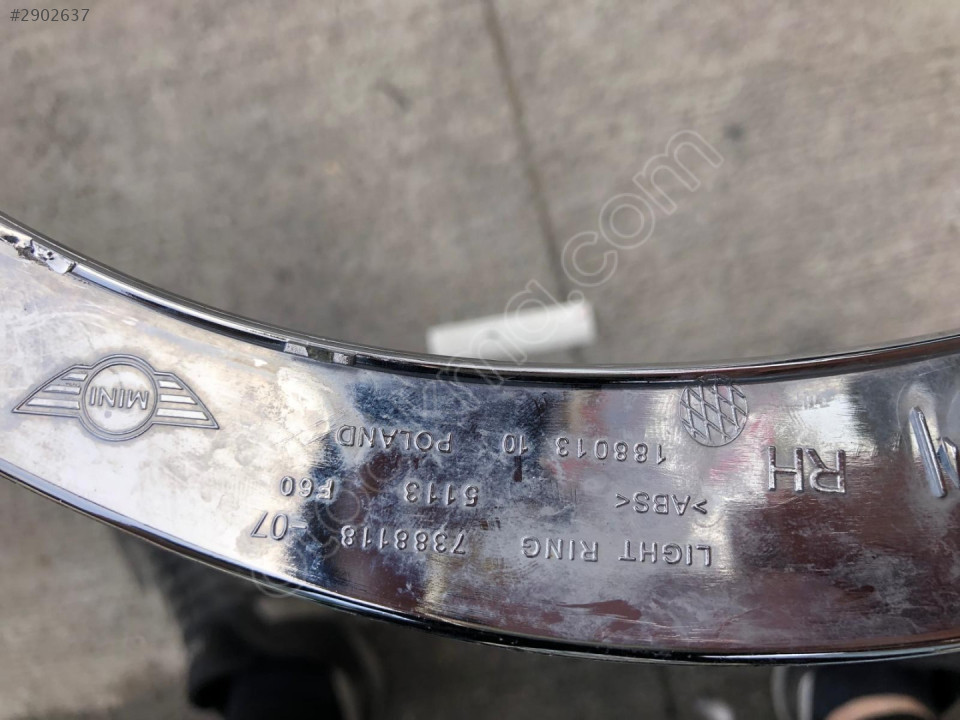 #2902637
RH
LIGHT RING 7388118 -07
>ABS< 5113 F60
188013 10 POLAND
MINI